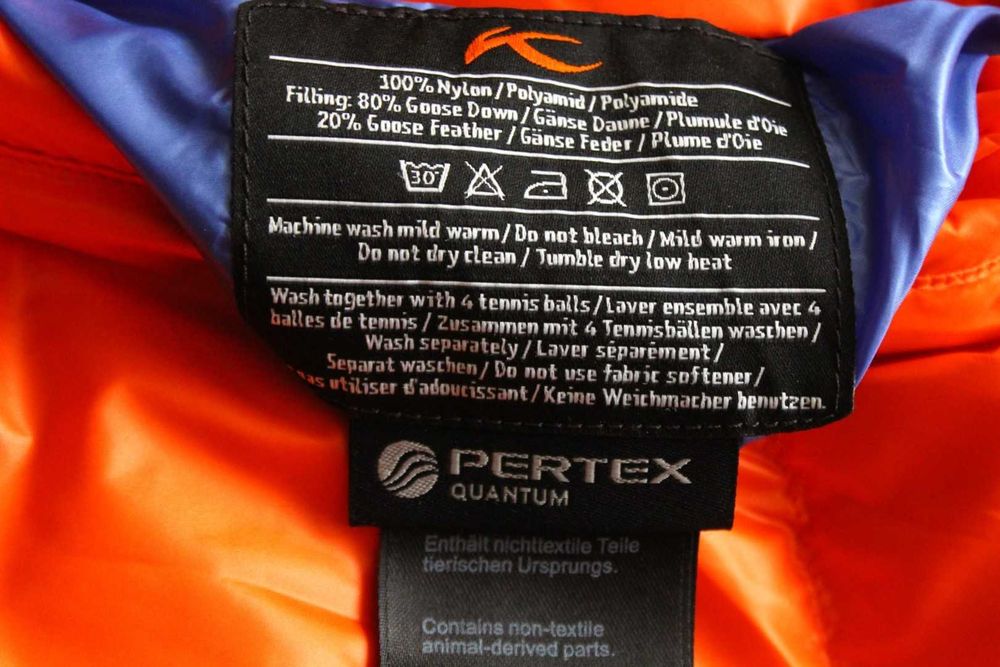 100% Nylon / Polyamid / Polyamide
Filling: 80% Goose Down / Gänse Daune / Plumule d'Oie
20% Goose Feather / Gänse Feder / Plume d'Oie
30°
Machine wash mild warm / Do not bleach / Mild warm iron /
Do not dry clean / Tumble dry low heat
Wash together with 4 tennis balls / Laver ensemble avec 4
balles de tennis / Zusammen mit 4 Tennisbällen waschen /
Wash separately / Laver séparément /
Separat waschen / Do not use fabric softener /
pas utiliser d'adoucissant / Keine Weichmacher benutzen.
PERTEX
QUANTUM
Enthält nichttextile Teile
tierischen Ursprungs.
Contains non-textile
animal-derived parts.